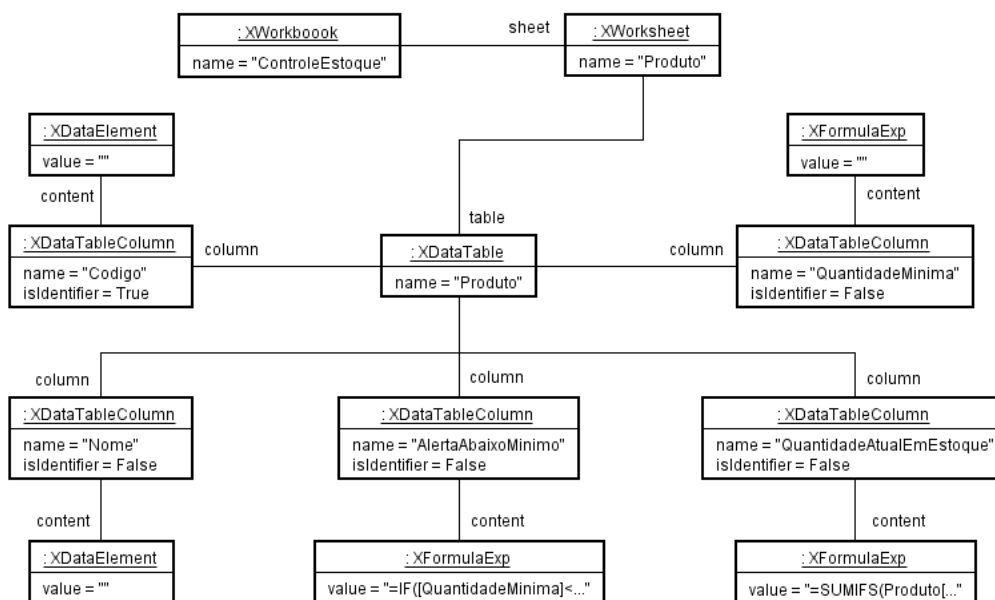 : XWorkboook
name = "ControleEstoque"
sheet
: XWorksheet
name = "Produto"
: XDataElement
value = ""
content
: XFormulaExp
value = ""
content
table
: XDataTableColumn
name = "Codigo"
isIdentifier = True
column
: XDataTable
name = "Produto"
column
: XDataTableColumn
name = "QuantidadeMinima"
isIdentifier = False
column
column
column
: XDataTableColumn
name = "Nome"
isIdentifier = False
: XDataTableColumn
name = "AlertaAbaixoMinimo"
isIdentifier = False
: XDataTableColumn
name = "QuantidadeAtualEmEstoque"
isIdentifier = False
content
content
content
: XDataElement
value = ""
: XFormulaExp
value = "=IF([QuantidadeMinima]<..."
: XFormulaExp
value = "=SUMIFS(Produto[..."